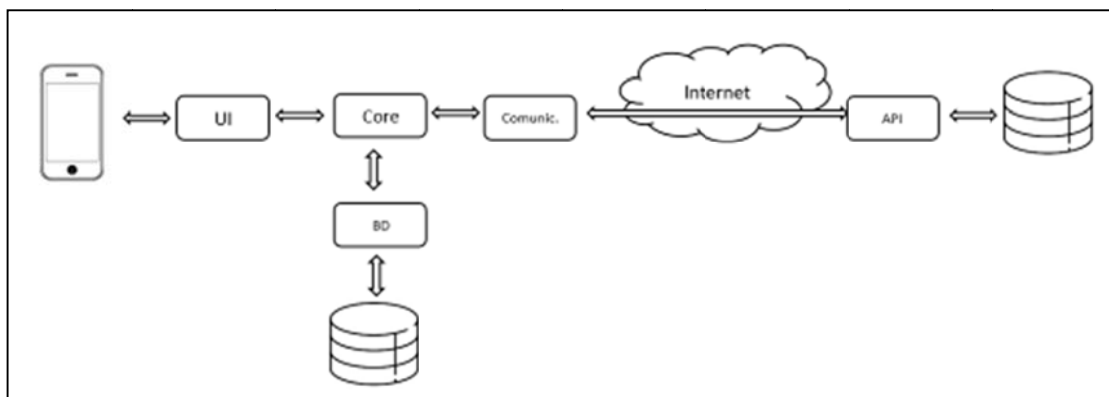 Internet
UI
Core
Comunic.
API
BD